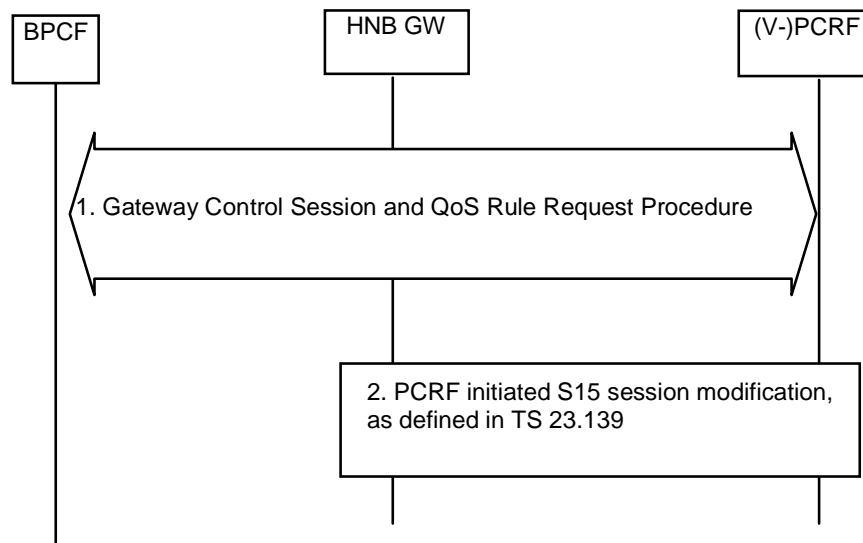 BPCF
HNB GW
(V-)PCRF
1. Gateway Control Session and QoS Rule Request Procedure
2. PCRF initiated S15 session modification,
as defined in TS 23.139